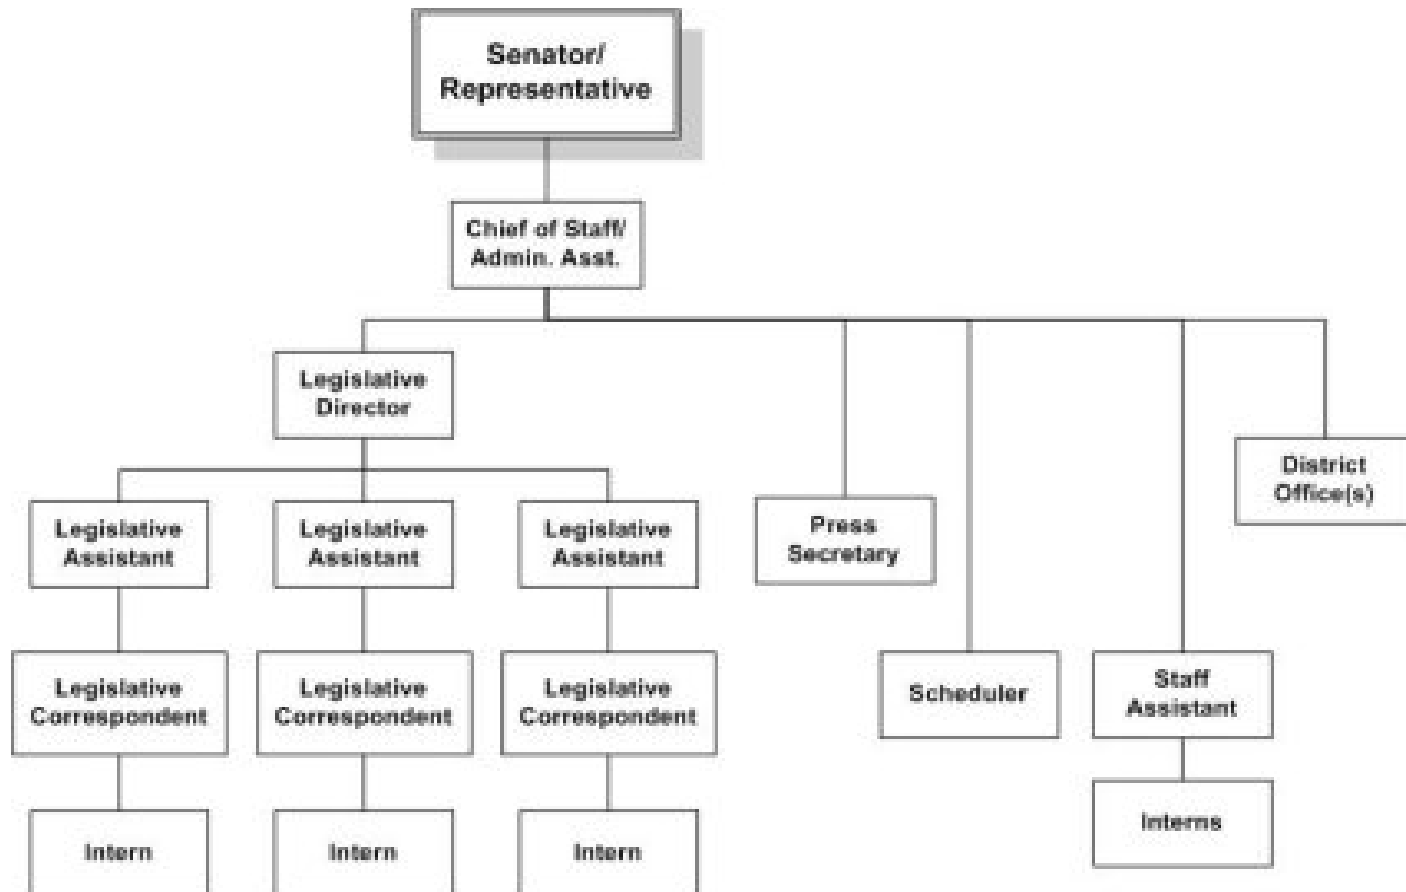 Senator/
Representative
Chief of Staff/
Admin. Asst.
Legislative
Director
District
Office(s)
Legislative
Assistant
Legislative
Assistant
Legislative
Assistant
Press
Secretary
Legislative
Correspondent
Legislative
Correspondent
Legislative
Correspondent
Scheduler
Staff
Assistant
Interns
Intern
Intern
Intern